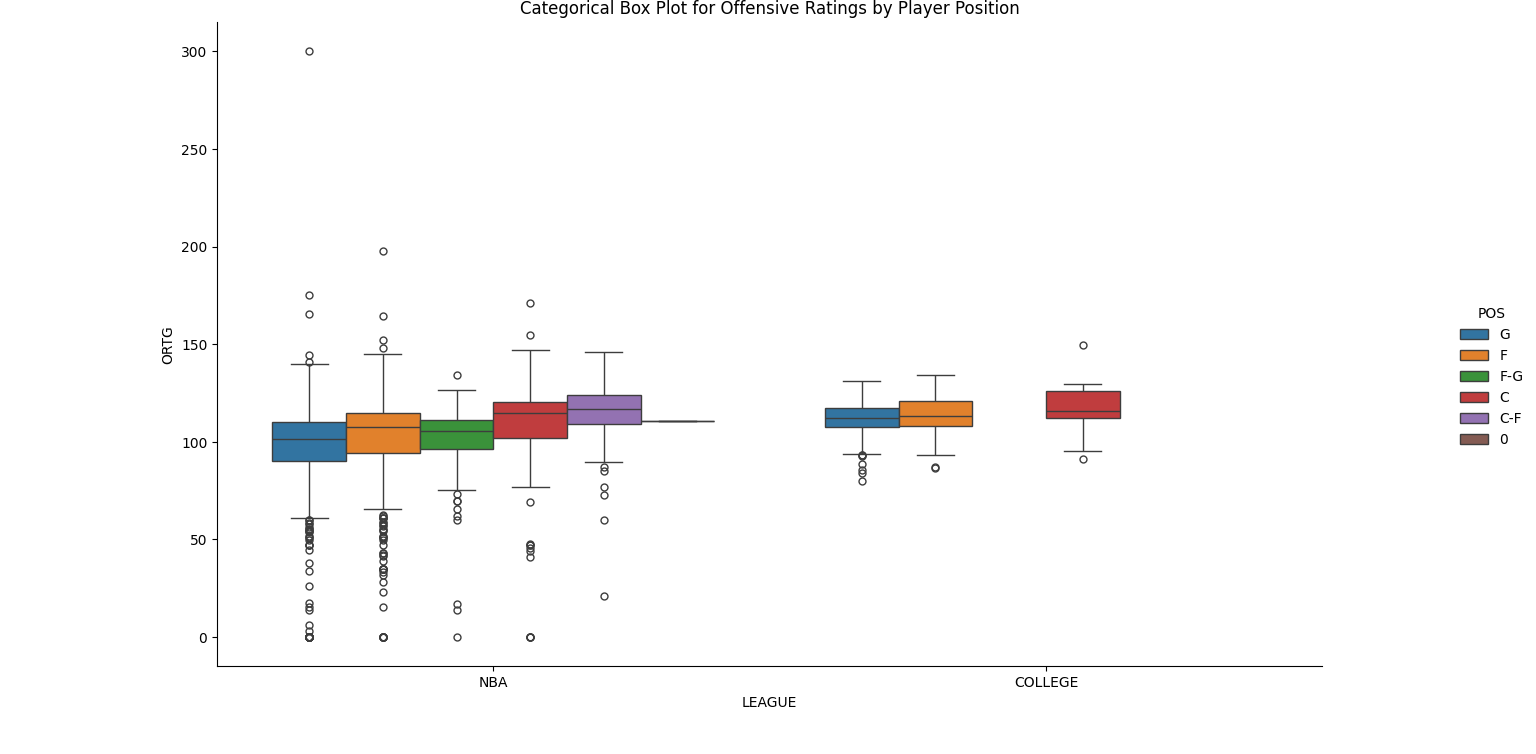 Categorical Box Plot for Offensive Ratings by Player Position
300
250
200
150
100
50
0
ORTG
NBA
COLLEGE
LEAGUE
POS
G
F
F-G
C
C-F
0